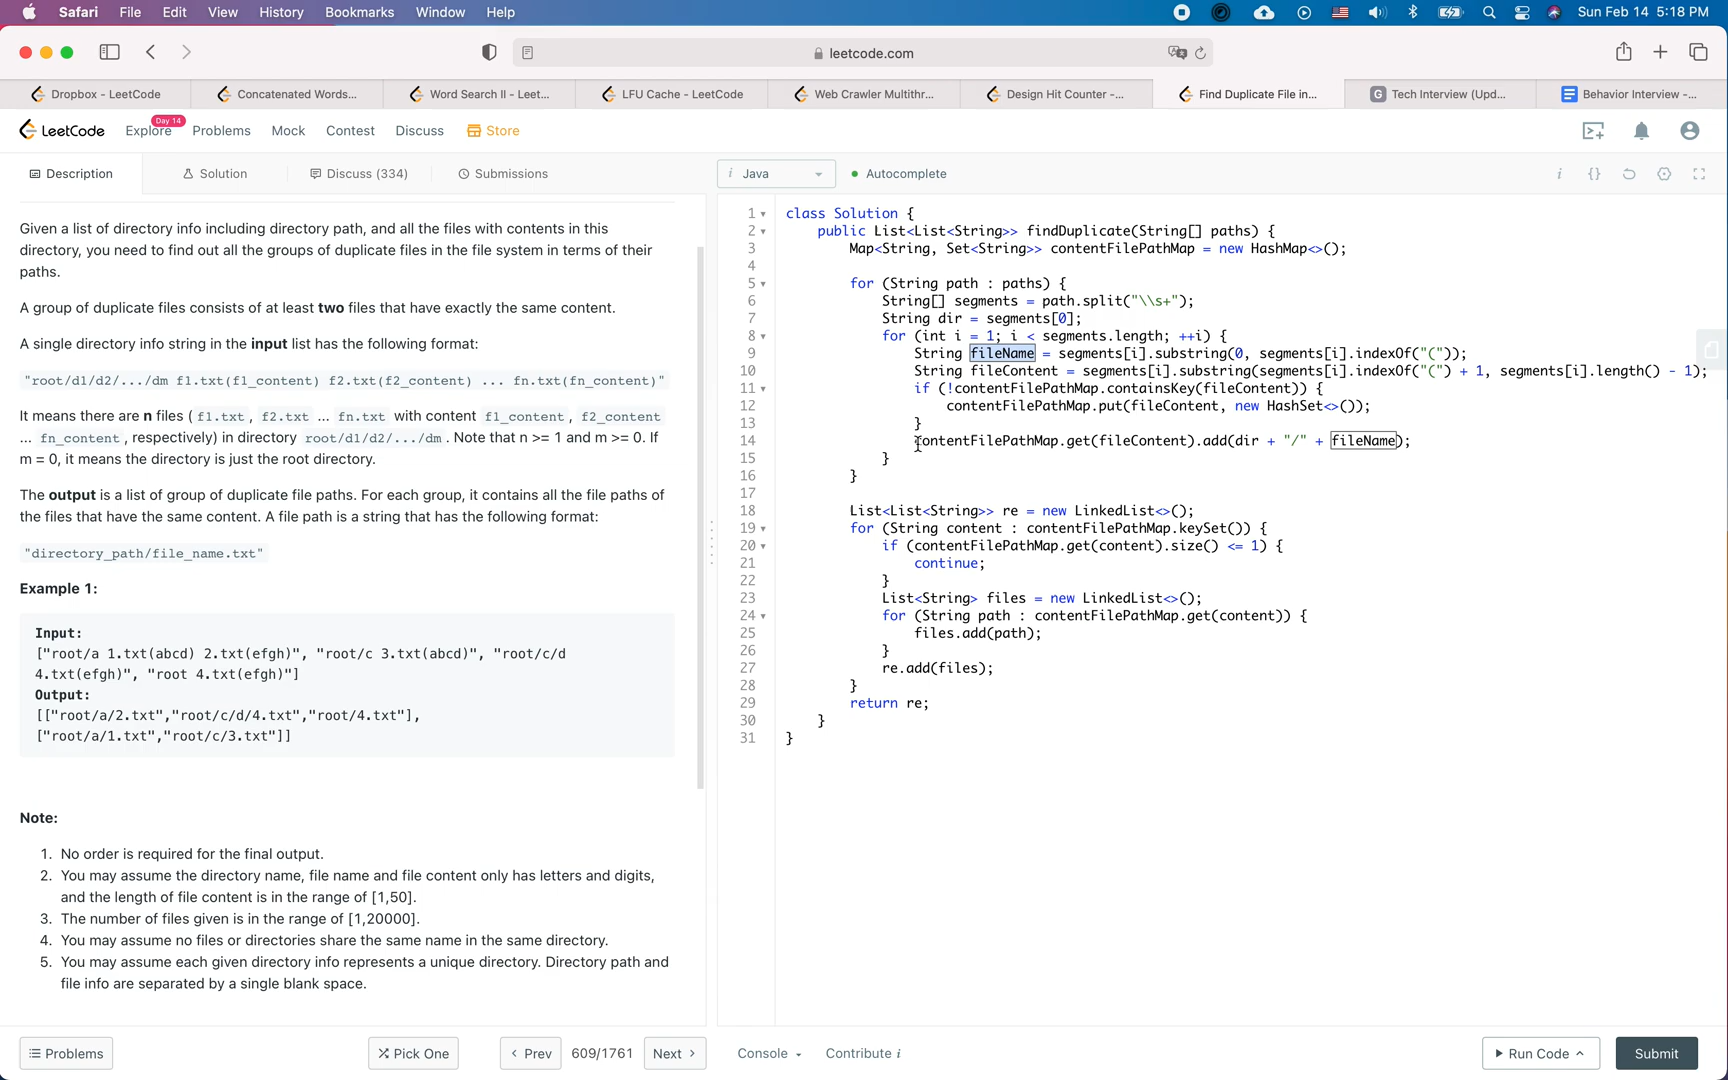 Safari File Edit View History Bookmarks Window Help Sun Feb 14 5:18 PM
leetcode.com
Dropbox - LeetCode Concatenated Words... Word Search II - Leet... LFU Cache - LeetCode Web Crawler Multithr... Design Hit Counter -... Find Duplicate File in... G Tech Interview (Upd... Behavior Interview -...
LeetCode Explore Day 14 Problems Mock Contest Discuss Store
Description Solution Discuss (334) Submissions
i Java Autocomplete i {}
Given a list of directory info including directory path, and all the files with contents in this
directory, you need to find out all the groups of duplicate files in the file system in terms of their
paths.
A group of duplicate files consists of at least two files that have exactly the same content.
A single directory info string in the input list has the following format:
"root/d1/d2/.../dm f1.txt(f1_content) f2.txt(f2_content) ... fn.txt(fn_content)"
It means there are n files ( f1.txt , f2.txt ... fn.txt with content f1_content , f2_content
... fn_content , respectively) in directory root/d1/d2/.../dm . Note that n >= 1 and m >= 0. If
m = 0, it means the directory is just the root directory.
The output is a list of group of duplicate file paths. For each group, it contains all the file paths of
the files that have the same content. A file path is a string that has the following format:
"directory_path/file_name.txt"
Example 1:
Input:
["root/a 1.txt(abcd) 2.txt(efgh)", "root/c 3.txt(abcd)", "root/c/d
4.txt(efgh)", "root 4.txt(efgh)"]
Output:
[["root/a/2.txt","root/c/d/4.txt","root/4.txt"],
["root/a/1.txt","root/c/3.txt"]]
Note:
1. No order is required for the final output.
2. You may assume the directory name, file name and file content only has letters and digits,
and the length of file content is in the range of [1,50].
3. The number of files given is in the range of [1,20000].
4. You may assume no files or directories share the same name in the same directory.
5. You may assume each given directory info represents a unique directory. Directory path and
file info are separated by a single blank space.
1 class Solution {
2 public List<List<String>> findDuplicate(String[] paths) {
3 Map<String, Set<String>> contentFilePathMap = new HashMap<>();
4
5 for (String path : paths) {
6 String[] segments = path.split("\\s+");
7 String dir = segments[0];
8 for (int i = 1; i < segments.length; ++i) {
9 String fileName = segments[i].substring(0, segments[i].indexOf("("));
10 String fileContent = segments[i].substring(segments[i].indexOf("(") + 1, segments[i].length() - 1);
11 if (!contentFilePathMap.containsKey(fileContent)) {
12 contentFilePathMap.put(fileContent, new HashSet<>());
13 }
14 contentFilePathMap.get(fileContent).add(dir + "/" + fileName);
15 }
16 }
17
18 List<List<String>> re = new LinkedList<>();
19 for (String content : contentFilePathMap.keySet()) {
20 if (contentFilePathMap.get(content).size() <= 1) {
21 continue;
22 }
23 List<String> files = new LinkedList<>();
24 for (String path : contentFilePathMap.get(content)) {
25 files.add(path);
26 }
27 re.add(files);
28 }
29 return re;
30 }
31 }
Problems Pick One < Prev 609/1761 Next > Console Contribute i Run Code Submit